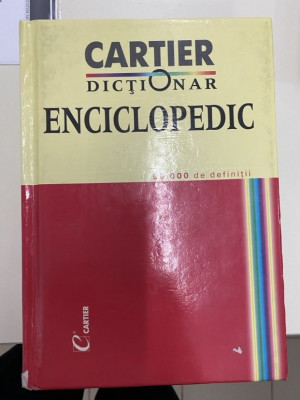 CARTIER
DICȚIONAR
ENCICLOPEDIC
000 de definiții
CARTIER